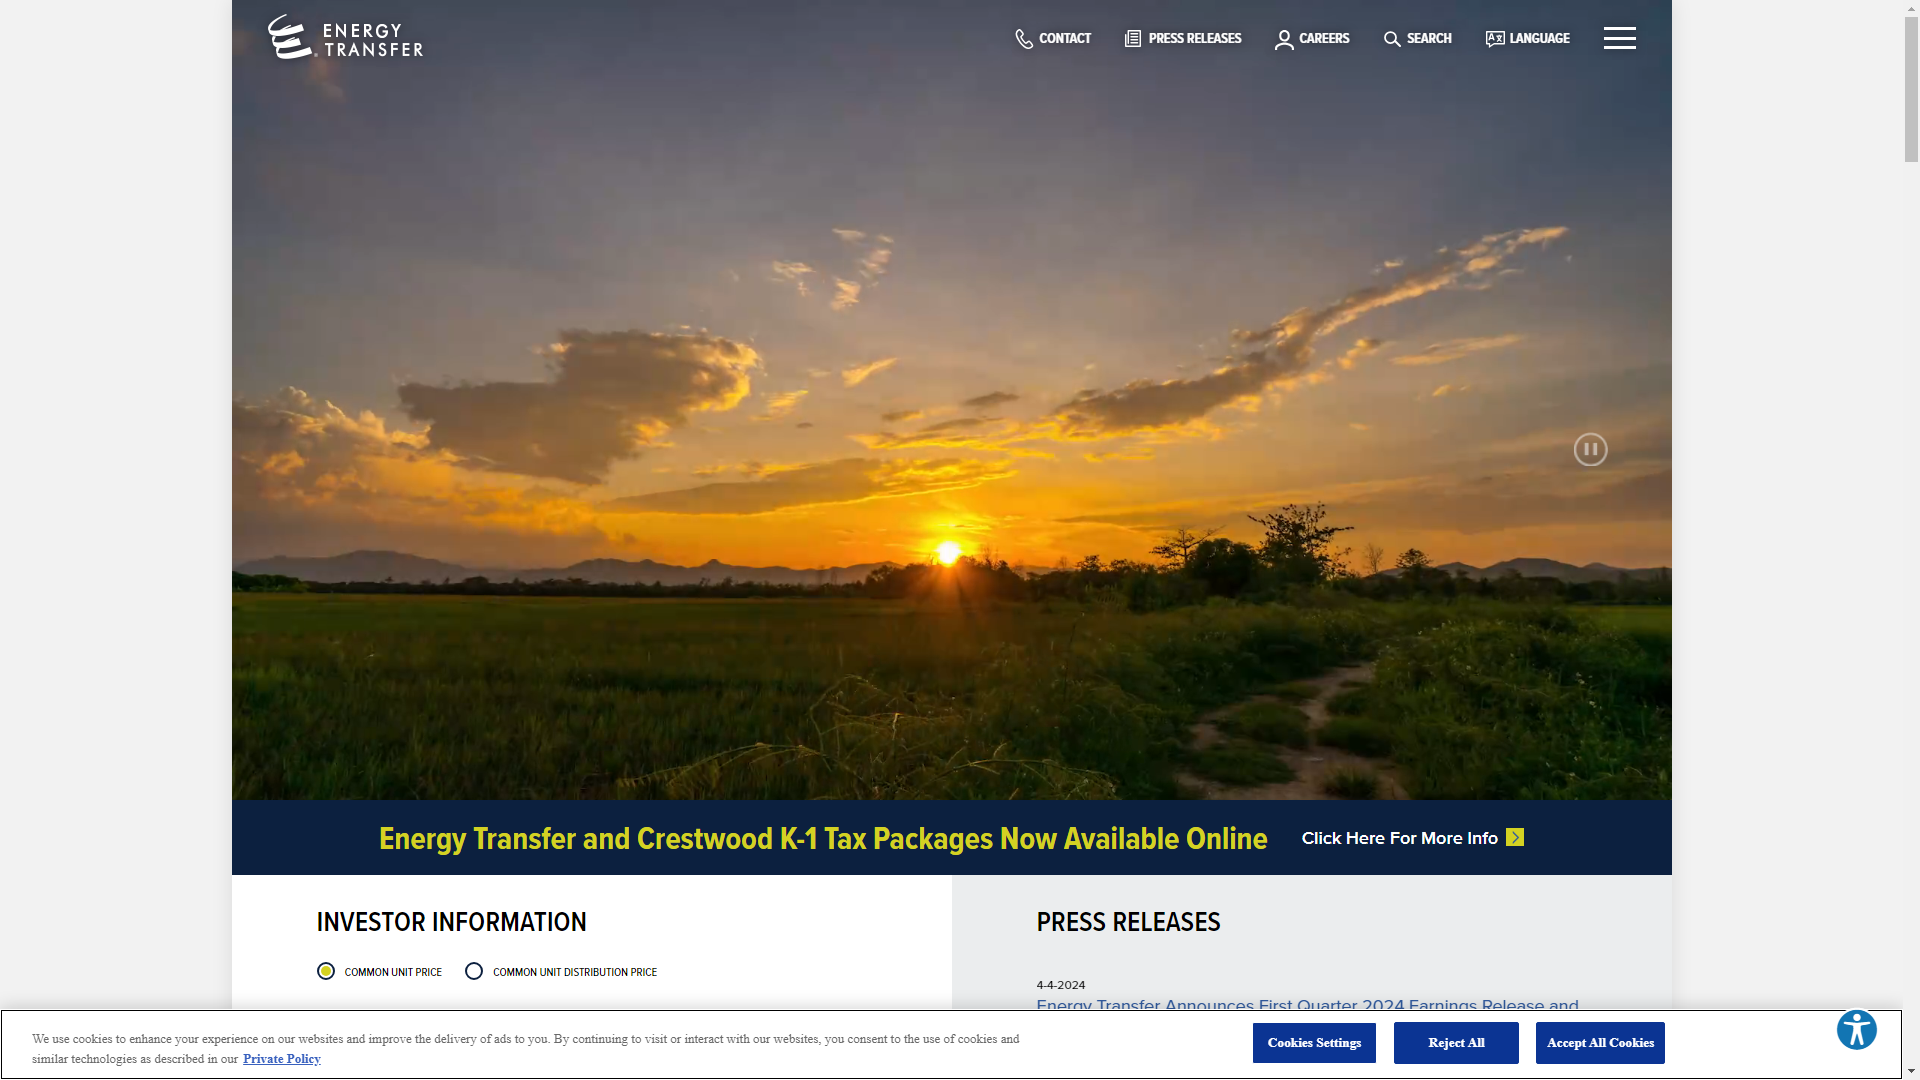 ENERGY
TRANSFER
CONTACT
PRESS RELEASES
CAREERS
SEARCH
LANGUAGE
Energy Transfer and Crestwood K-1 Tax Packages Now Available Online
Click Here For More Info
INVESTOR INFORMATION
COMMON UNIT PRICE
COMMON UNIT DISTRIBUTION PRICE
PRESS RELEASES
4-4-2024
Energy Transfer Announces First Quarter 2024 Earnings Release and
We use cookies to enhance your experience on our websites and improve the delivery of ads to you. By continuing to visit or interact with our websites, you consent to the use of cookies and
similar technologies as described in our Private Policy
Cookies Settings
Reject All
Accept All Cookies